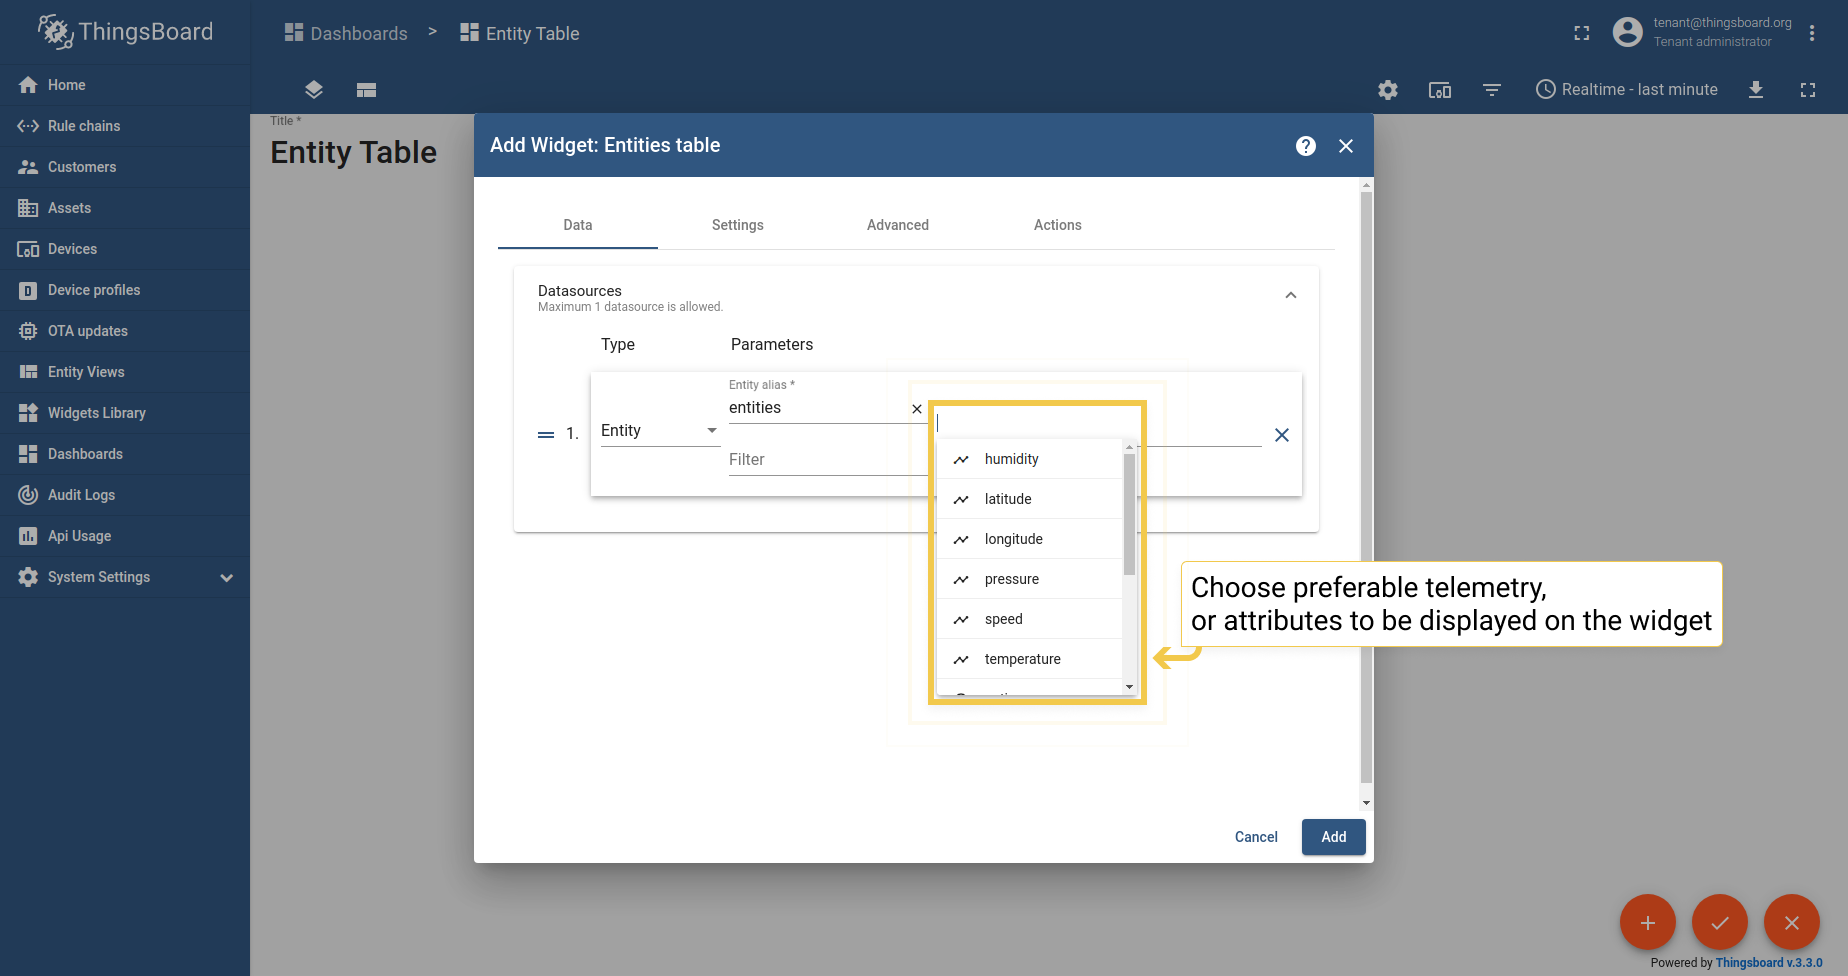 ThingsBoard
Dashboards > Entity Table
tenant@thingsboard.org
Tenant administrator
Home
Rule chains
Customers
Assets
Devices
Device profiles
OTA updates
Entity Views
Widgets Library
Dashboards
Audit Logs
Api Usage
System Settings
Realtime - last minute
Title *
Entity Table
Add Widget: Entities table
Data Settings Advanced Actions
Datasources
Maximum 1 datasource is allowed.
Type Parameters
1.
Entity
Entity alias *
entities
Filter
humidity
latitude
longitude
pressure
speed
temperature
Choose preferable telemetry,
or attributes to be displayed on the widget
Cancel Add
Powered by Thingsboard v.3.3.0